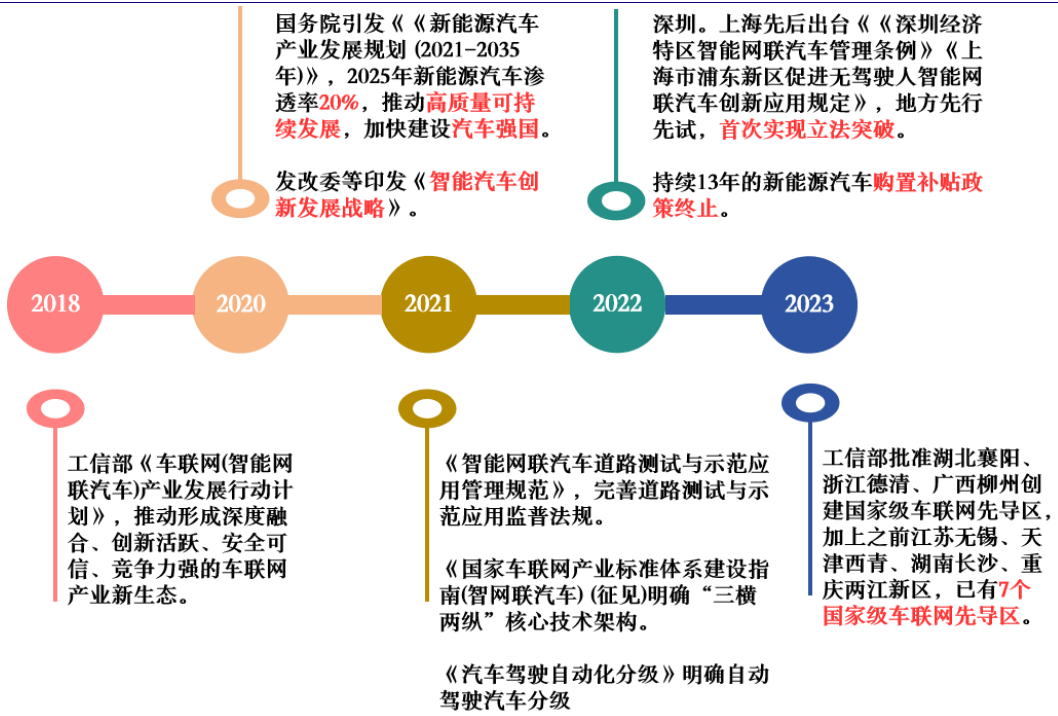 国务院引发《《新能源汽车
产业发展规划 (2021-2035
年)》，2025年新能源汽车渗
透率20%，推动高质量可持
续发展，加快建设汽车强国。
发改委等印发《智能汽车创
新发展战略》。
深圳。上海先后出台《《深圳经济
特区智能网联汽车管理条例》《上
海市浦东新区促进无驾驶人智能网
联汽车创新应用规定》，地方先行
先试，首次实现立法突破。
持续13年的新能源汽车购置补贴政
策终止。
2018
2020
2021
2022
2023
工信部《车联网(智能网
联汽车)产业发展行动计
划》，推动形成深度融
合、创新活跃、安全可
信、竞争力强的车联网
产业新生态。
《智能网联汽车道路测试与示范应
用管理规范》，完善道路测试与示
范应用监普法规。
《国家车联网产业标准体系建设指
南(智网联汽车) (征见)明确“三横
两纵”核心技术架构。
《汽车驾驶自动化分级》明确自动
驾驶汽车分级
工信部批准湖北襄阳、
浙江德清、广西柳州创
建国家级车联网先导区，
加上之前江苏无锡、天
津西青、湖南长沙、重
庆两江新区，已有7个
国家级车联网先导区。